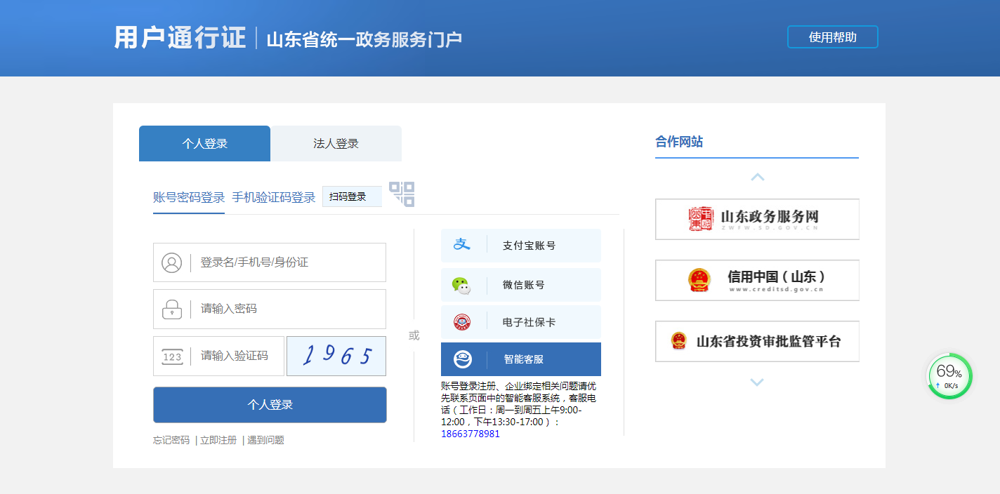 用户通行证
山东省统一政务服务门户
使用帮助
个人登录
法人登录
账号密码登录
手机验证码登录
扫码登录
登录名/手机号/身份证
请输入密码
123
请输入验证码
1965
个人登录
忘记密码 | 立即注册 | 遇到问题
或
支付宝账号
微信账号
电子社保卡
智能客服
账号登录注册、企业绑定相关问题请优
先联系页面中的智能客服系统，客服电
话（工作日：周一到周五上午9:00-
12:00，下午13:30-17:00）：
18663778981
合作网站
山东政务服务网
ZWFW.SD.GOV.CN
信用中国（山东）
www.creditsd.gov.cn
山东省投资审批监管平台
69%
0K/s